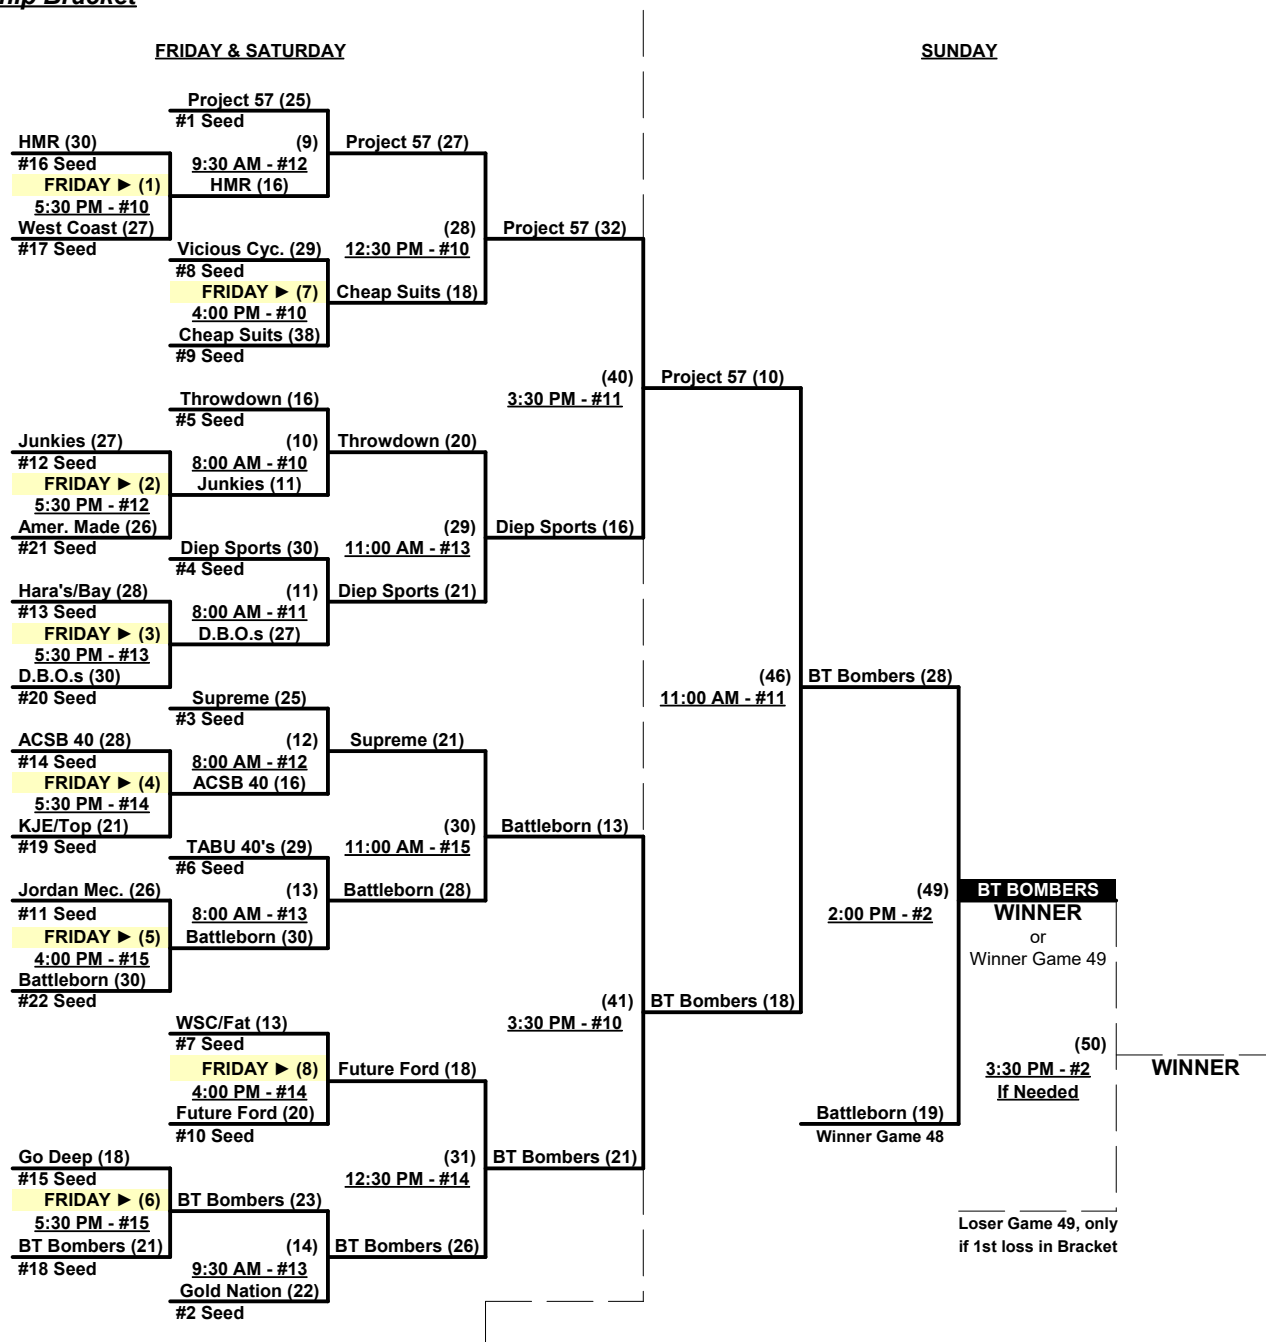 hip Bracket
FRIDAY & SATURDAY
SUNDAY
Project 57 (25)
#1 Seed
HMR (30)
(9)
Project 57 (27)
#16 Seed
9:30 AM - #12
FRIDAY ► (1)
HMR (16)
5:30 PM - #10
West Coast (27)
(28)
Project 57 (32)
#17 Seed
Vicious Cyc. (29)
12:30 PM - #10
#8 Seed
FRIDAY ► (7)
Cheap Suits (18)
4:00 PM - #10
Cheap Suits (38)
#9 Seed
(40)
Project 57 (10)
Throwdown (16)
3:30 PM - #11
#5 Seed
Junkies (27)
(10)
Throwdown (20)
#12 Seed
8:00 AM - #10
FRIDAY ► (2)
Junkies (11)
5:30 PM - #12
Amer. Made (26)
(29)
Diep Sports (16)
#21 Seed
Diep Sports (30)
11:00 AM - #13
#4 Seed
Hara's/Bay (28)
(11)
Diep Sports (21)
#13 Seed
8:00 AM - #11
FRIDAY ► (3)
D.B.O.s (27)
5:30 PM - #13
D.B.O.s (30)
(46)
BT Bombers (28)
#20 Seed
Supreme (25)
11:00 AM - #11
#3 Seed
ACSB 40 (28)
(12)
Supreme (21)
#14 Seed
8:00 AM - #12
FRIDAY ► (4)
ACSB 40 (16)
5:30 PM - #14
KJE/Top (21)
(30)
Battleborn (13)
#19 Seed
TABU 40's (29)
11:00 AM - #15
#6 Seed
Jordan Mec. (26)
(13)
Battleborn (28)
(49)
BT BOMBERS
#11 Seed
8:00 AM - #13
2:00 PM - #2
WINNER
FRIDAY ► (5)
Battleborn (30)
or
4:00 PM - #15
Winner Game 49
Battleborn (30)
#22 Seed
(41)
BT Bombers (18)
WSC/Fat (13)
3:30 PM - #10
#7 Seed
(50)
FRIDAY ► (8)
Future Ford (18)
3:30 PM - #2
WINNER
4:00 PM - #14
If Needed
Future Ford (20)
Battleborn (19)
#10 Seed
Winner Game 48
Go Deep (18)
(31)
BT Bombers (21)
#15 Seed
12:30 PM - #14
FRIDAY ► (6)
BT Bombers (23)
5:30 PM - #15
Loser Game 49, only
BT Bombers (21)
(14)
BT Bombers (26)
if 1st loss in Bracket
#18 Seed
9:30 AM - #13
Gold Nation (22)
#2 Seed